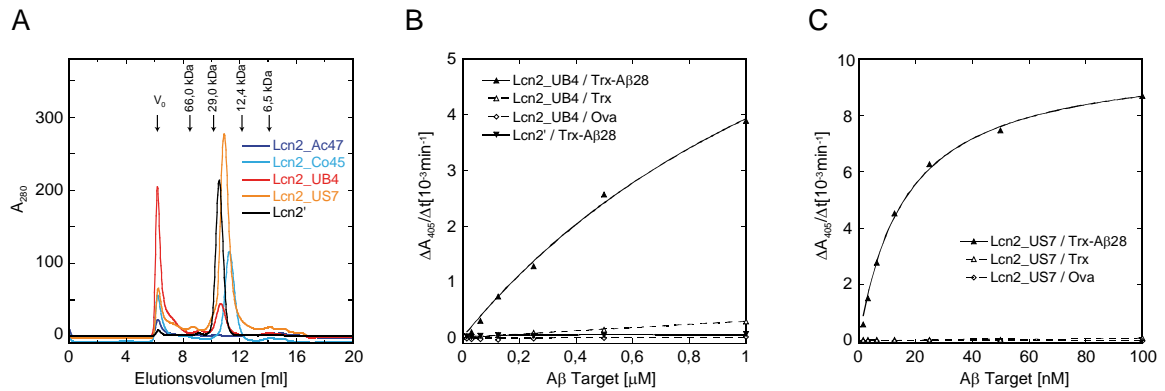 A
B
C
V0
66,0 kDa
29,0 kDa
12,4 kDa
6,5 kDa
300
200
100
0
A280
Lcn2_Ac47
Lcn2_Co45
Lcn2_UB4
Lcn2_US7
Lcn2'
0 4 8 12 16 20
Elutionsvolumen [ml]
5
4
3
2
1
0
ΔA405/Δt[10-3min-1]
Lcn2_UB4 / Trx-Aβ28
Lcn2_UB4 / Trx
Lcn2_UB4 / Ova
Lcn2' / Trx-Aβ28
0 0,2 0,4 0,6 0,8 1
Aβ Target [μM]
10
8
6
4
2
0
ΔA405/Δt[10-3min-1]
Lcn2_US7 / Trx-Aβ28
Lcn2_US7 / Trx
Lcn2_US7 / Ova
0 20 40 60 80 100
Aβ Target [nM]